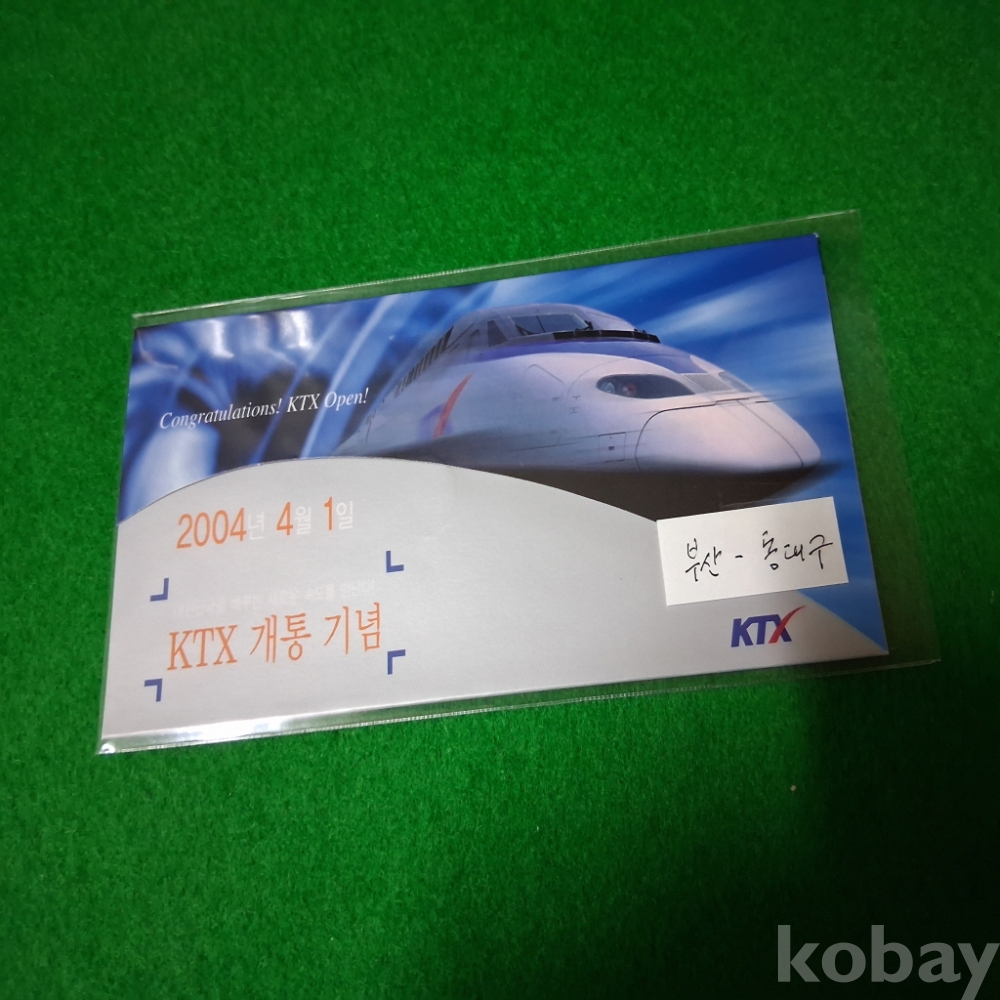 Congratulations! KTX Open!
2004년 4월 1일
KTX 개통 기념
부산 - 동대구
KTX
kobay